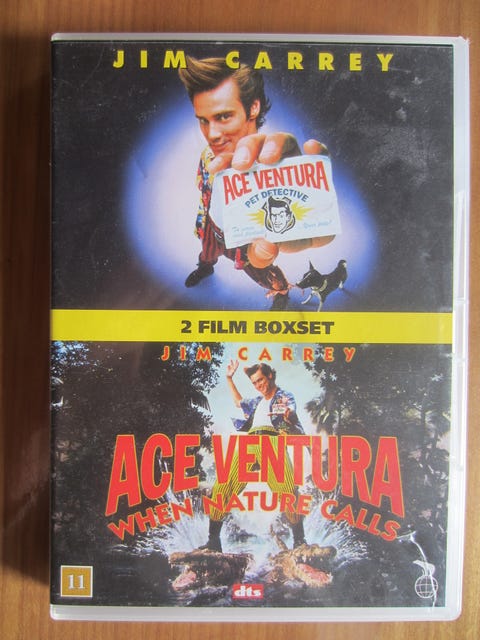 JIM CARREY
ACE VENTURA
PET DETECTIVE
2 FILM BOXSET
JIM CARREY
ACE VENTURA
WHEN NATURE CALLS
11
dts